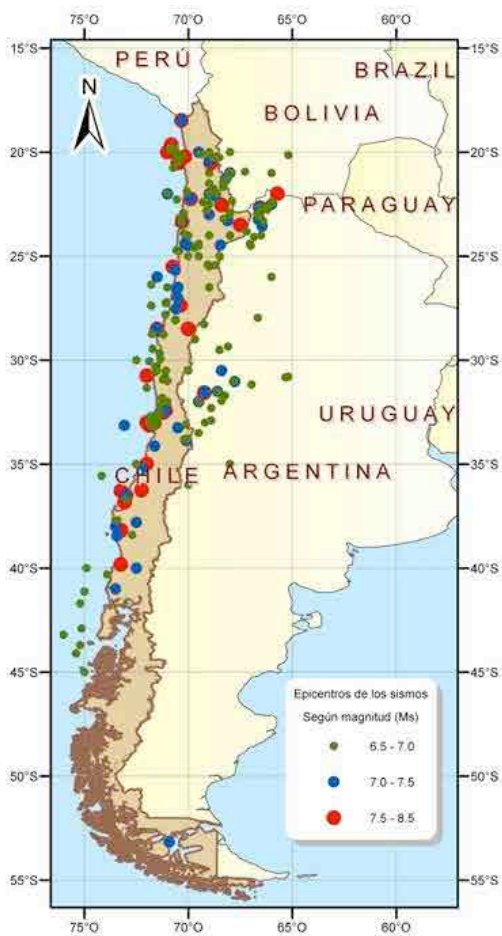 75°O 70°O 65°O 60°O
15°S 15°S
PERÚ
BRAZIL
N
BOLIVIA
20°S 20°S
PARAGUAY
25°S 25°S
30°S 30°S
URUGUAY
35°S 35°S
CHILE ARGENTINA
40°S 40°S
45°S 45°S
Epicentros de los sismos
Según magnitud (Ms)
6.5 - 7.0
50°S 50°S
7.0 - 7.5
7.5 - 8.5
55°S 55°S
75°O 70°O 65°O 60°O